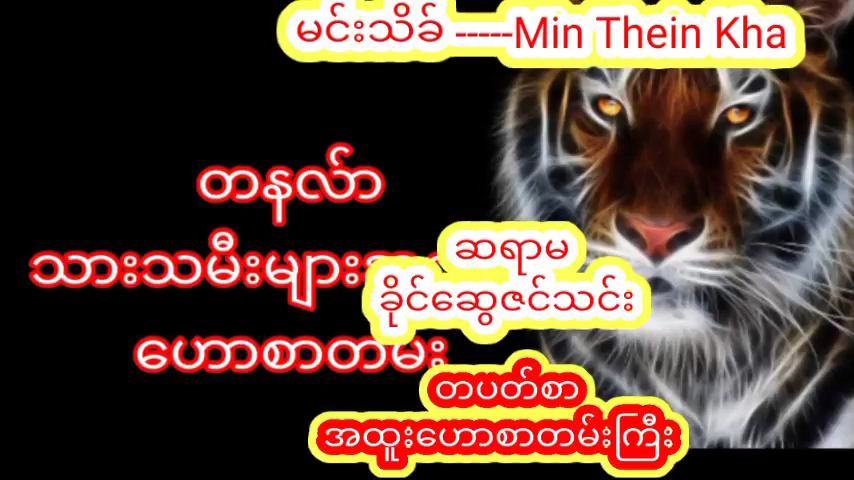 မင်းသိခ် -----Min Thein Kha
တနင်္လာ
သားသမီးများ
ဟောစာတမ်း
ဆရာမ
ခိုင်ဆွေဇင်သင်း
တပတ်စာ
အထူးဟောစာတမ်းကြီး